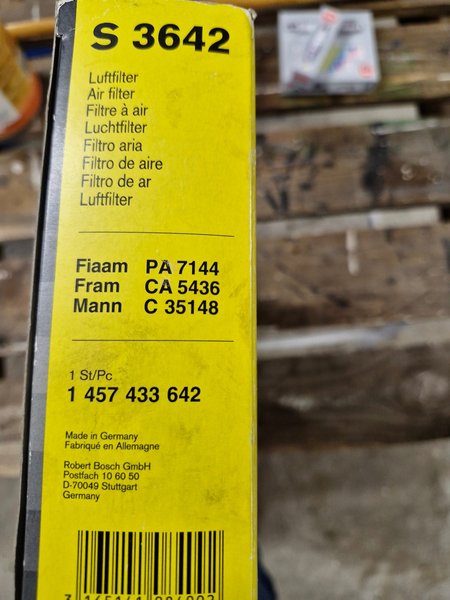 S 3642
Luftfilter
Air filter
Filtre à air
Luchtfilter
Filtro aria
Filtro de aire
Filtro de ar
Luftfilter
Fiaam PA 7144
Fram CA 5436
Mann C 35148
1 St/Pc
1 457 433 642
Made in Germany
Fabriqué en Allemagne
Robert Bosch GmbH
Postfach 10 60 50
D-70049 Stuttgart
Germany